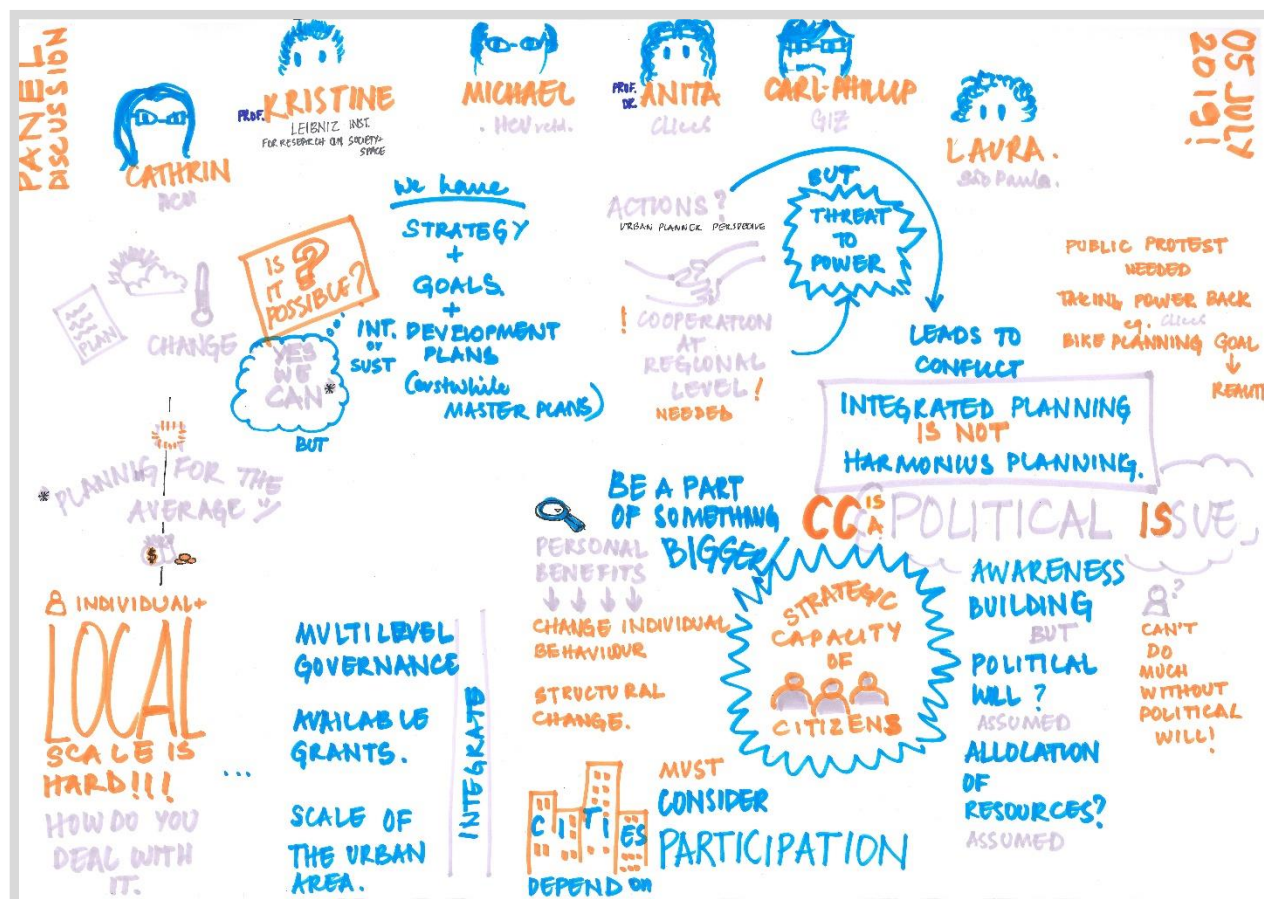 PANEL
DISCUSSION
05 JULY
2019!
CATHRIN
PROF. KRISTINE
LEIBNIZ INST.
FOR RESEARCH ON SOCIETY+
SPACE
MICHAEL
PROF.
DR. ANITA
CLiCCS
CARL-PHILLIP
GIZ
LAURA.
São Paulo.
PLAN
CHANGE
IS
IT
POSSIBLE?
YES
WE
CAN*
BUT
We have
STRATEGY
+
GOALS
+
INT.
or
SUST
DEVELOPMENT
PLANS
(erstwhile
MASTER PLANS)
ACTIONS?
URBAN PLANNER PERSPECTIVE
! COOPERATION
AT
REGIONAL
LEVEL!
NEEDED
BUT
THREAT
TO
POWER
LEADS TO
CONFLICT
PUBLIC PROTEST
NEEDED
TAKING POWER BACK
eg.
BIKE PLANNING GOAL
REALIT
INTEGRATED PLANNING
IS NOT
HARMONIUS PLANNING.
CC IS A POLITICAL ISSUE
*PLANNIG FOR THE
AVERAGE
$
INDIVIDUAL+
LOCAL
SCALE IS
HARD!!!
HOW DO YOU
DEAL WITH
IT.
...
MULTILEVEL
GOVERNANCE
AVAILABLE
GRANTS.
SCALE OF
THE URBAN
AREA.
INTEGRATE
PERSONAL
BENEFITS
CHANGE INDIVIDUAL
BEHAVIOUR
STRUCTURAL
CHANGE.
BE A PART
OF SOMETHING
BIGGER
STRATEGIC
CAPACITY
OF
CITIZENS
CITIES
DEPEND on
MUST
CONSIDER
PARTICIPATION
AWARENESS
BUILDING
BUT
POLITICAL
WILL?
ASSUMED
ALLOCATION
OF
RESOURCES?
ASSUMED
?
CAN'T
DO
MUCH
WITHOUT
POLITICAL
WILL!